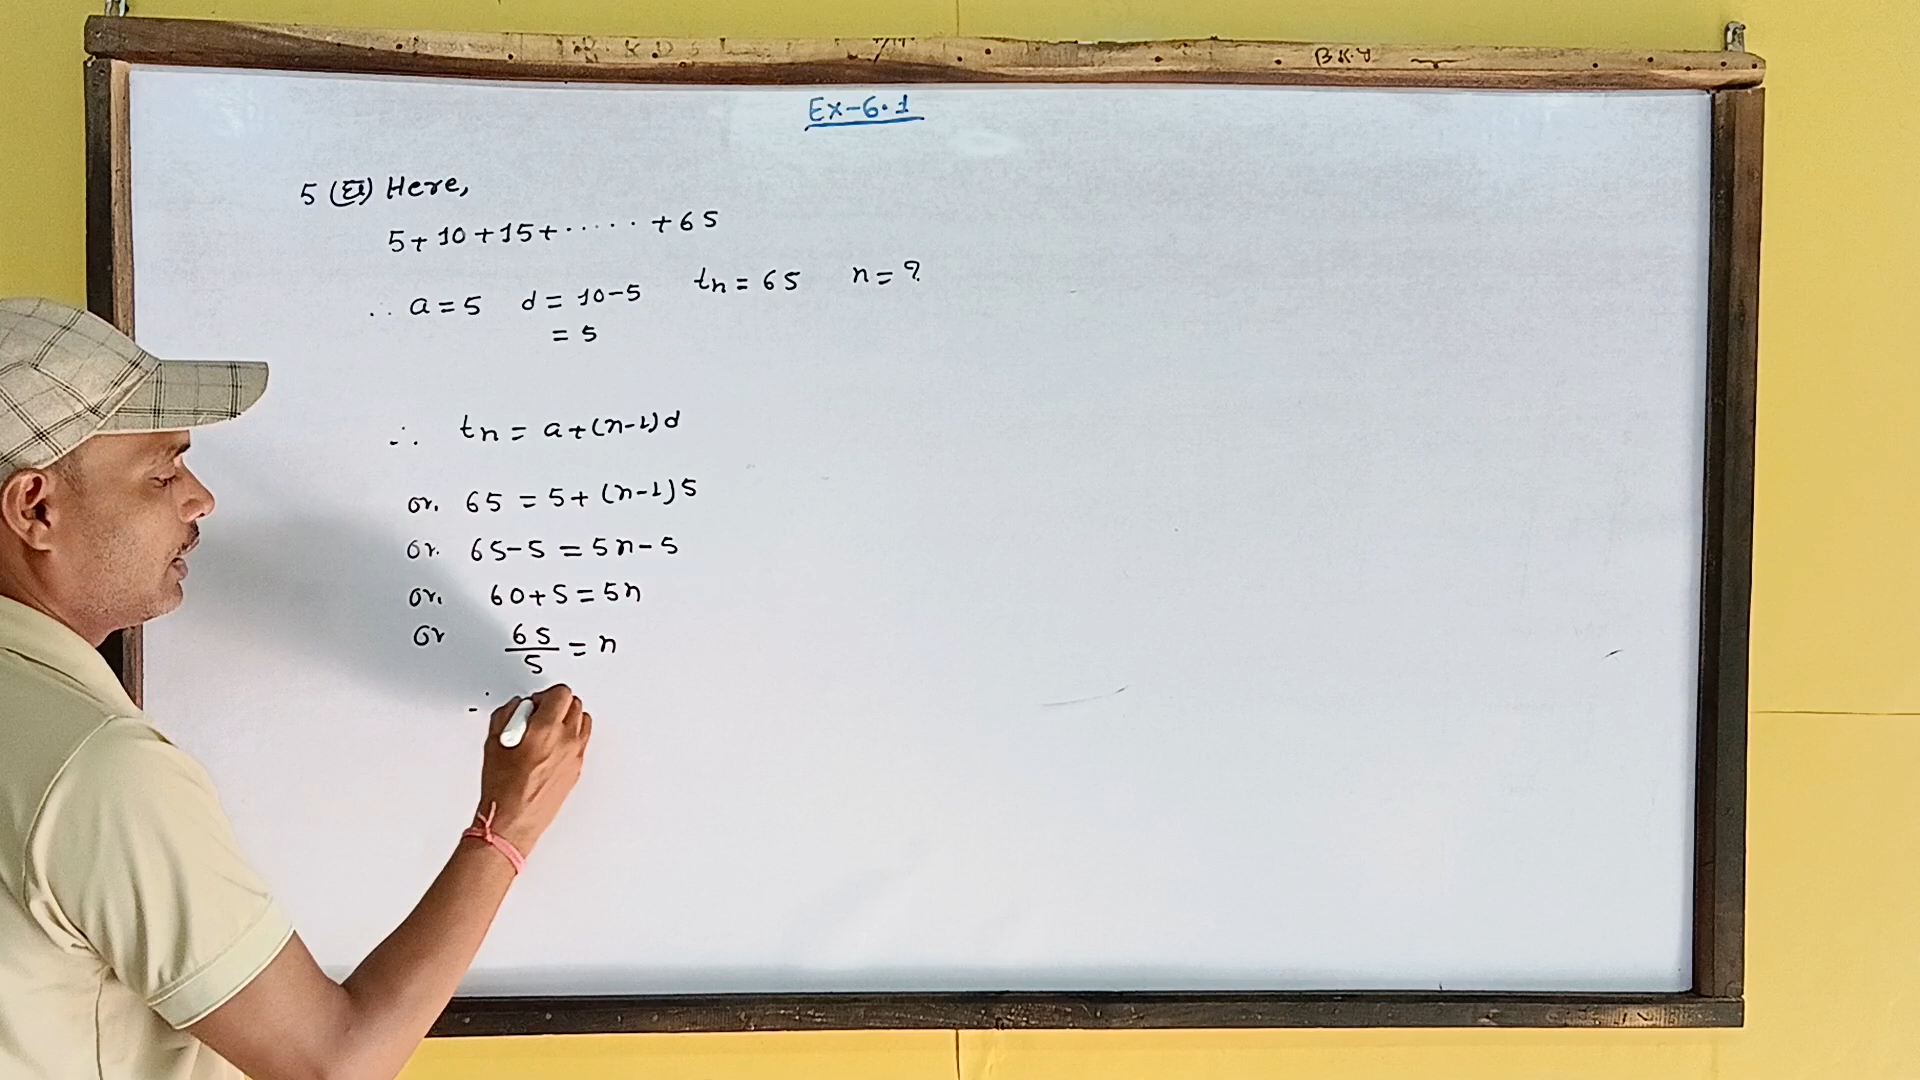 B.K.Y
Ex-6.1
5 (घ) Here,
5+10+15+······+65
∴ a=5 d = 10-5 tn = 65 n = ?
= 5
∴ tn = a+(n-1)d
or, 65 = 5+(n-1)5
or. 65-5 = 5n-5
or, 60+5=5n
or 65/5 = n
∴